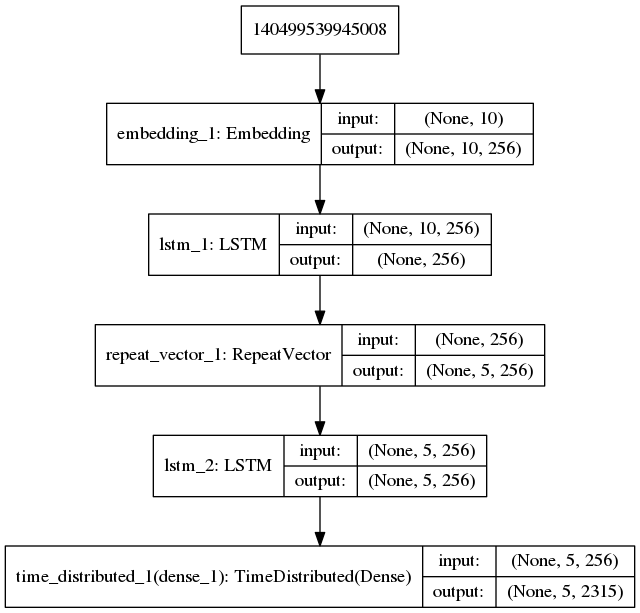 140499539945008
embedding_1: Embedding
input: (None, 10)
output: (None, 10, 256)
lstm_1: LSTM
input: (None, 10, 256)
output: (None, 256)
repeat_vector_1: RepeatVector
input: (None, 256)
output: (None, 5, 256)
lstm_2: LSTM
input: (None, 5, 256)
output: (None, 5, 256)
time_distributed_1(dense_1): TimeDistributed(Dense)
input: (None, 5, 256)
output: (None, 5, 2315)